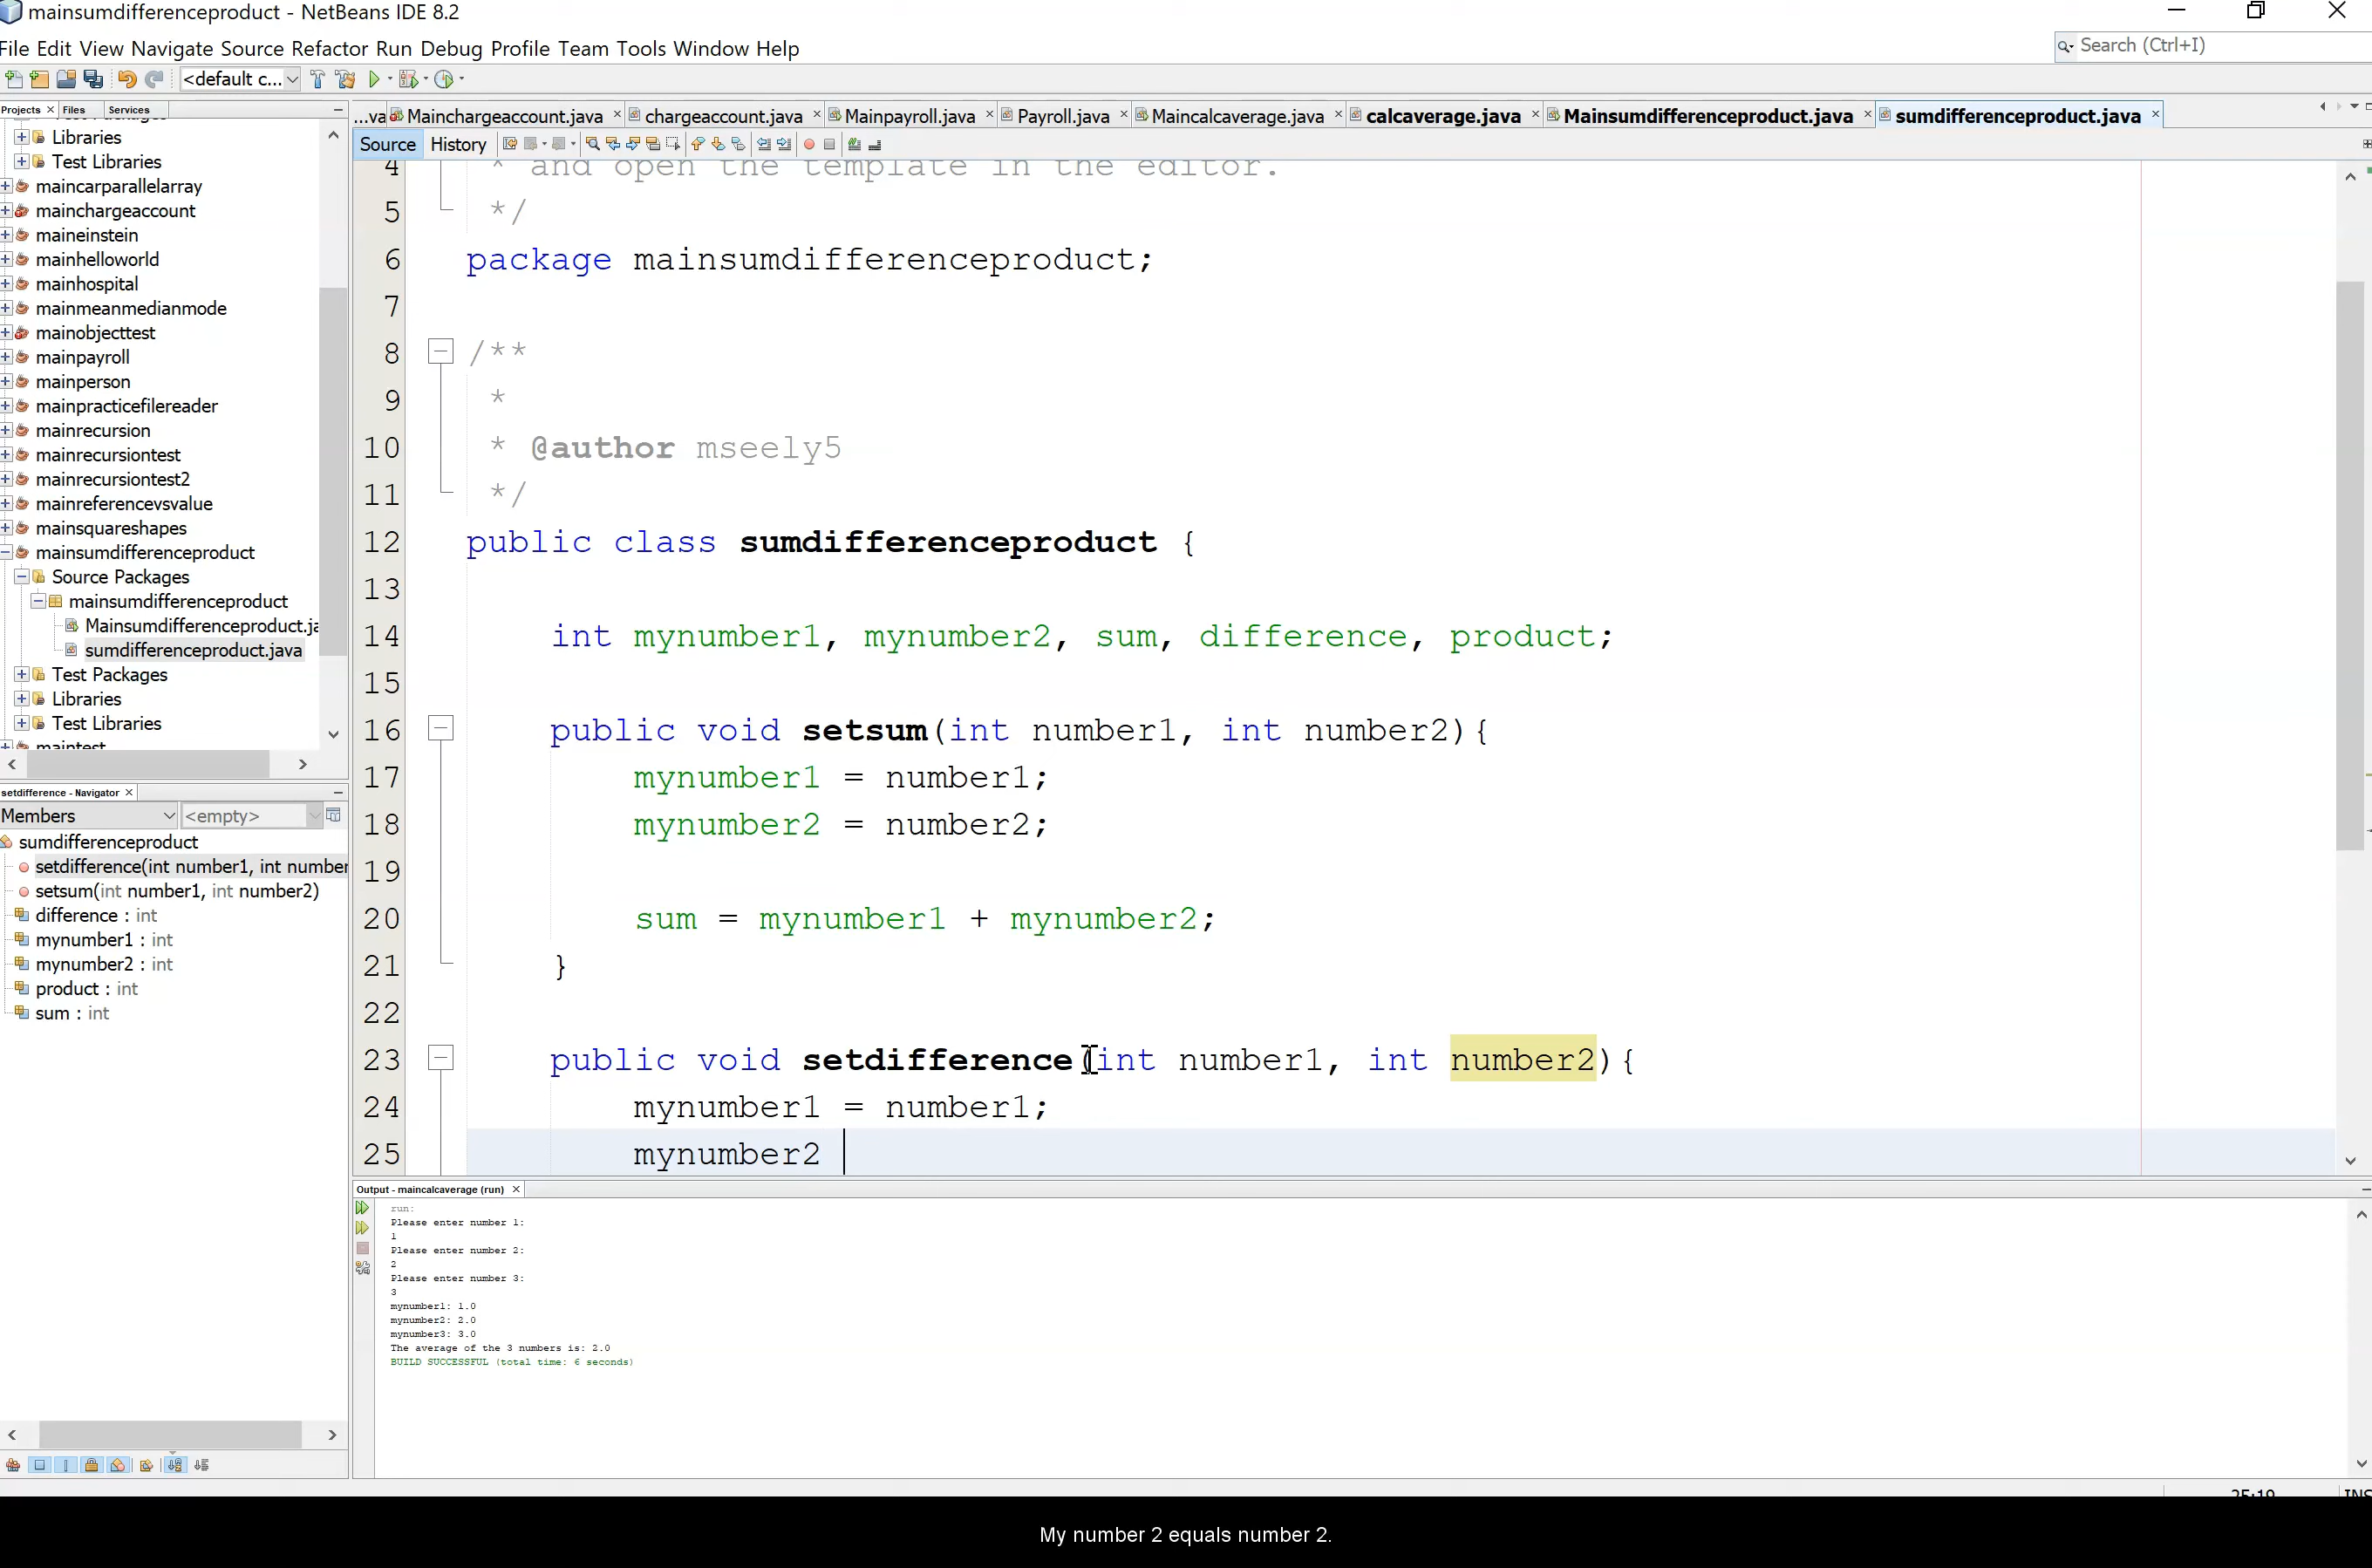 mainsumdifferenceproduct - NetBeans IDE 8.2
File Edit View Navigate Source Refactor Run Debug Profile Team Tools Window Help
Search (Ctrl+I)
<default c...
Projects Files Services
...va Mainchargeaccount.java chargeaccount.java Mainpayroll.java Payroll.java Maincalcaverage.java calcaverage.java Mainsumdifferenceproduct.java sumdifferenceproduct.java
Source History
Libraries
Test Libraries
maincarparallelarray
mainchargeaccount
maineinstein
mainhelloworld
mainhospital
mainmeanmedianmode
mainobjecttest
mainpayroll
mainperson
mainpracticefilereader
mainrecursion
mainrecursiontest
mainrecursiontest2
mainreferencevsvalue
mainsquareshapes
mainsumdifferenceproduct
Source Packages
mainsumdifferenceproduct
Mainsumdifferenceproduct.ja
sumdifferenceproduct.java
Test Packages
Libraries
Test Libraries
maintest
setdifference - Navigator
Members <empty>
sumdifferenceproduct
setdifference(int number1, int number
setsum(int number1, int number2)
difference : int
mynumber1 : int
mynumber2 : int
product : int
sum : int
4 * and open the template in the editor.
5 */
6 package mainsumdifferenceproduct;
7
8 /**
9 *
10 * @author mseely5
11 */
12 public class sumdifferenceproduct {
13
14 int mynumber1, mynumber2, sum, difference, product;
15
16 public void setsum(int number1, int number2){
17 mynumber1 = number1;
18 mynumber2 = number2;
19
20 sum = mynumber1 + mynumber2;
21 }
22
23 public void setdifference(int number1, int number2){
24 mynumber1 = number1;
25 mynumber2
Output - maincalcaverage (run)
run:
Please enter number 1:
1
Please enter number 2:
2
Please enter number 3:
3
mynumber1: 1.0
mynumber2: 2.0
mynumber3: 3.0
The average of the 3 numbers is: 2.0
BUILD SUCCESSFUL (total time: 6 seconds)
25:19 INS
My number 2 equals number 2.